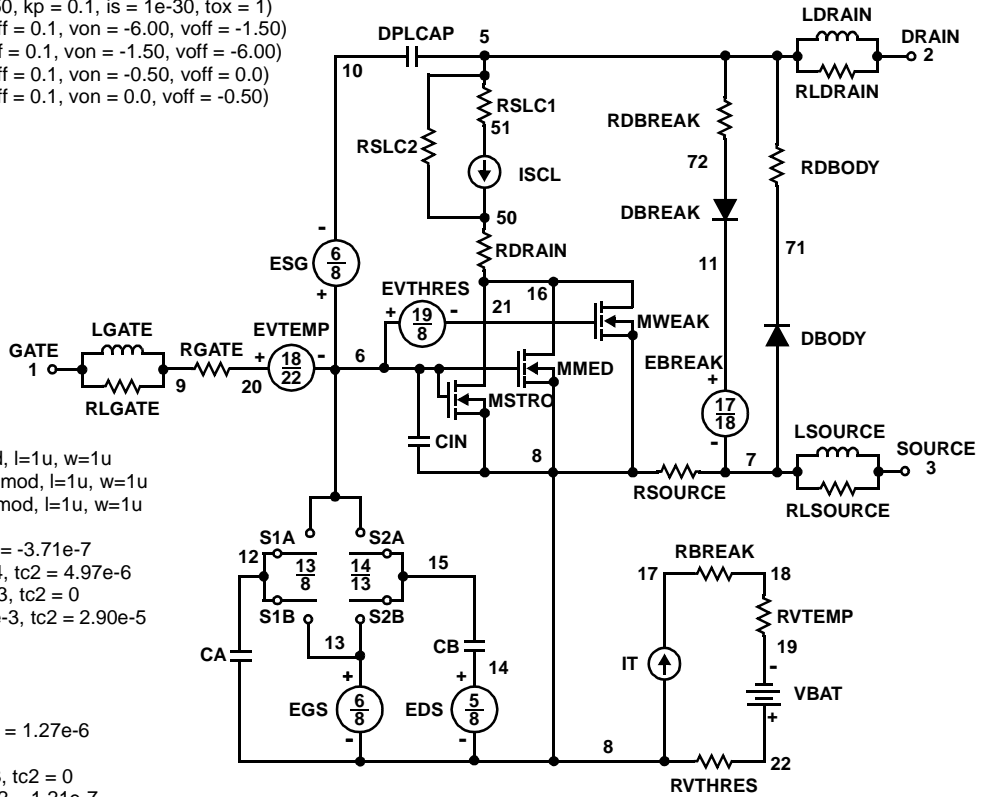 0, kp = 0.1, is = 1e-30, tox = 1)
ff = 0.1, von = -6.00, voff = -1.50)
f = 0.1, von = -1.50, voff = -6.00)
ff = 0.1, von = -0.50, voff = 0.0)
ff = 0.1, von = 0.0, voff = -0.50)
LDRAIN
DPLCAP
5
DRAIN
2
10
RLDRAIN
RSLC1
51
RDBREAK
RSLC2
72
RDBODY
ISCL
DBREAK
50
71
RDRAIN
11
ESG
6
8
EVTHRES
16
21
19
8
MWEAK
LGATE
EVTEMP
DBODY
EBREAK
GATE
1
RGATE
18
22
6
MMED
9
20
MSTRO
RLGATE
17
18
LSOURCE
CIN
8
7
SOURCE
3
RSOURCE
RLSOURCE
, l=1u, w=1u
mod, l=1u, w=1u
mod, l=1u, w=1u
S1A
S2A
12
13
8
14
13
15
S1B
S2B
RBREAK
17
18
= -3.71e-7
, tc2 = 4.97e-6
3, tc2 = 0
e-3, tc2 = 2.90e-5
RVTEMP
13
CA
CB
19
14
IT
VBAT
EGS
6
8
EDS
5
8
= 1.27e-6
8
22
, tc2 = 0
RVTHRES